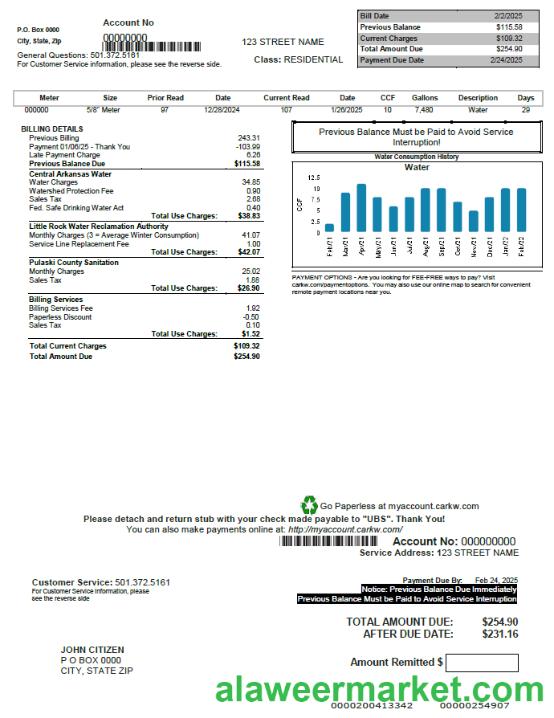 P.O. Box 0000
City, State, Zip
Account No
00000000
General Questions: 501.372.5161
For Customer Service information, please see the reverse side.
123 STREET NAME
Class: RESIDENTIAL
Bill Date 2/2/2025
Previous Balance $115.58
Current Charges $109.32
Total Amount Due $254.90
Payment Due Date 2/24/2025
Meter Size Prior Read Date Current Read Date CCF Gallons Description Days
000000 5/8" Meter 97 12/28/2024 107 1/26/2025 10 7,480 Water 29
BILLING DETAILS
Previous Billing 243.31
Payment 01/06/25 - Thank You -103.99
Late Payment Charge 6.26
Previous Balance Due $115.58
Central Arkansas Water
Water Charges 34.85
Watershed Protection Fee 0.90
Sales Tax 2.68
Fed. Safe Drinking Water Act 0.40
Total Use Charges: $38.83
Little Rock Water Reclamation Authority
Monthly Charges (3 = Average Winter Consumption) 41.07
Service Line Replacement Fee 1.00
Total Use Charges: $42.07
Pulaski County Sanitation
Monthly Charges 25.02
Sales Tax 1.88
Total Use Charges: $26.90
Billing Services
Billing Services Fee 1.92
Paperless Discount -0.50
Sales Tax 0.10
Total Use Charges: $1.52
Total Current Charges $109.32
Total Amount Due $254.90
Previous Balance Must be Paid to Avoid Service
Interruption!
Water Consumption History
Water
CCF
12.5
10
7.5
5
2.5
0
Feb/21 Mar/21 Apr/21 May/21 Jun/21 Jul/21 Aug/21 Sep/21 Oct/21 Nov/21 Dec/21 Jan/22 Feb/22
PAYMENT OPTIONS - Are you looking for FEE-FREE ways to pay? Visit
carkw.com/paymentoptions. You may also use our online map to search for convenient
remote payment locations near you.
Go Paperless at myaccount.carkw.com
Please detach and return stub with your check made payable to "UBS". Thank You!
You can also make payments online at: http://myaccount.carkw.com/
Account No: 000000000
Service Address: 123 STREET NAME
Customer Service: 501.372.5161
For Customer Service information, please
see the reverse side
Payment Due By: Feb 24, 2025
Notice: Previous Balance Due Immediately
Previous Balance Must be Paid to Avoid Service Interruption
TOTAL AMOUNT DUE: $254.90
AFTER DUE DATE: $231.16
JOHN CITIZEN
P O BOX 0000
CITY, STATE ZIP
Amount Remitted $
alaweermarket.com
0000200413342 00000254907